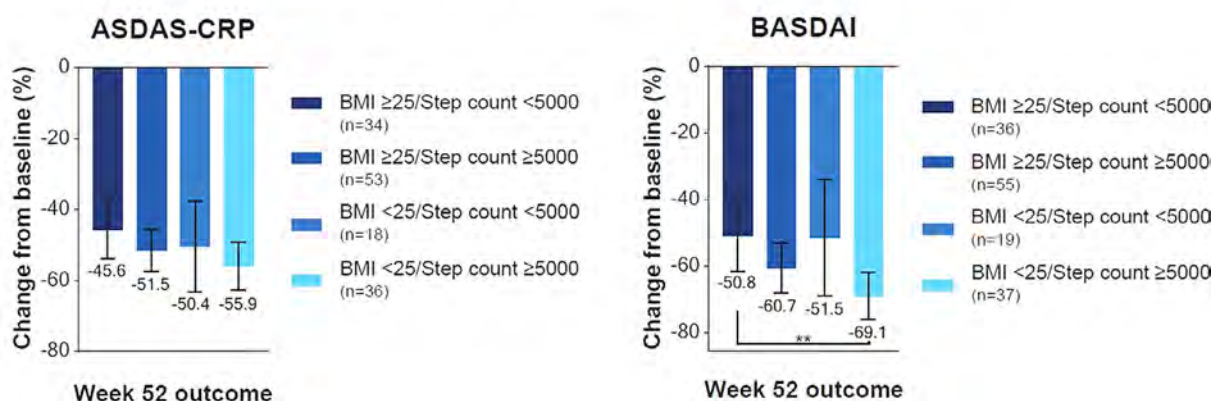 ASDAS-CRP
Change from baseline (%)
0
-20
-40
-60
-80
-45.6
-51.5
-50.4
-55.9
Week 52 outcome
BMI ≥25/Step count <5000
(n=34)
BMI ≥25/Step count ≥5000
(n=53)
BMI <25/Step count <5000
(n=18)
BMI <25/Step count ≥5000
(n=36)
BASDAI
Change from baseline (%)
0
-20
-40
-60
-80
-50.8
-60.7
-51.5
-69.1
**
Week 52 outcome
BMI ≥25/Step count <5000
(n=36)
BMI ≥25/Step count ≥5000
(n=55)
BMI <25/Step count <5000
(n=19)
BMI <25/Step count ≥5000
(n=37)